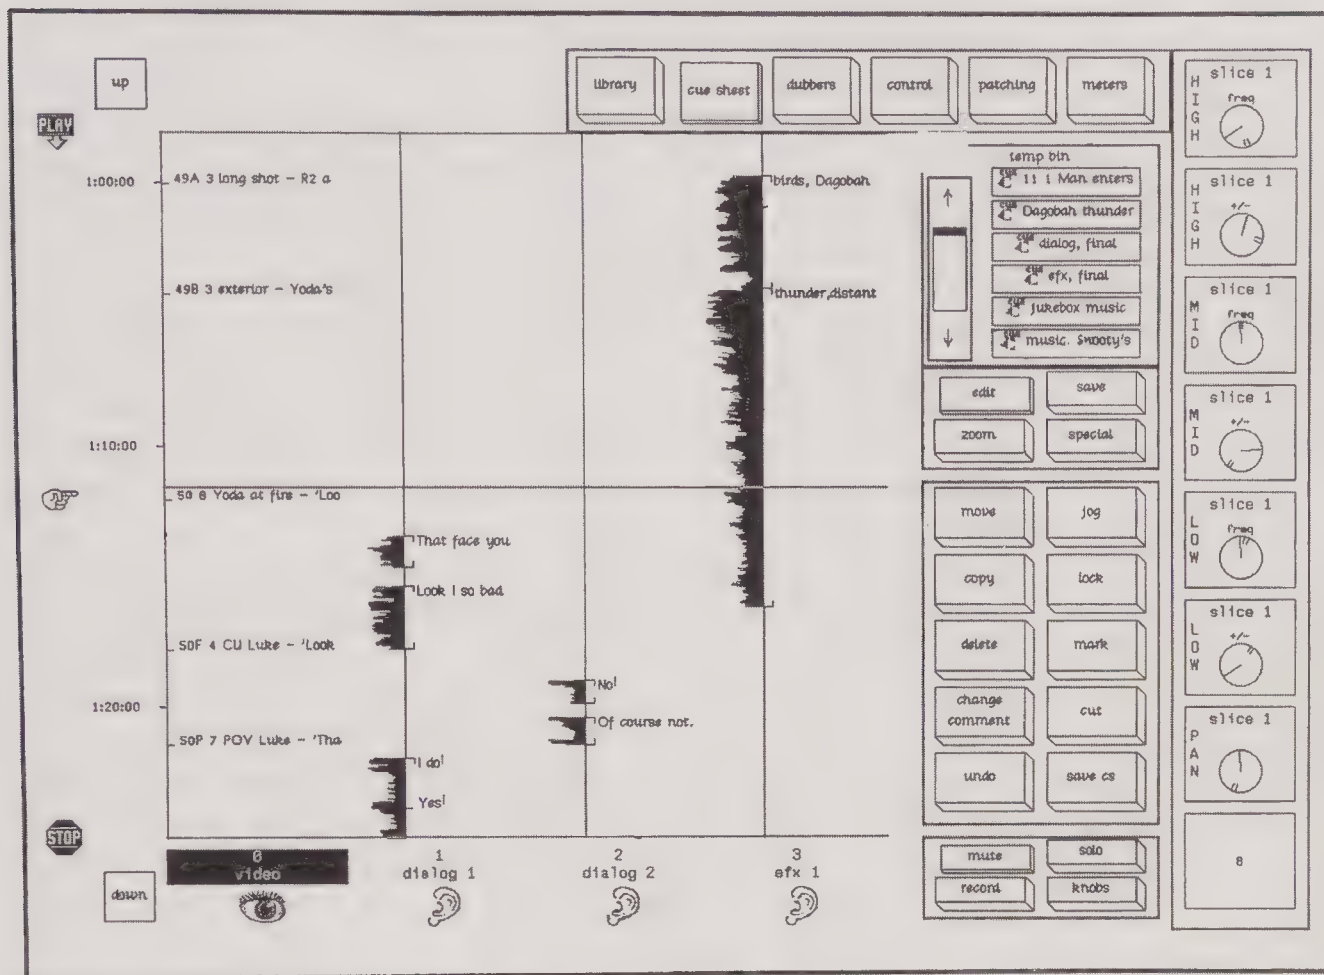 up
library
cue sheet
dubbers
control
patching
meters
PLAY
1:00:00
49A 3 long shot - R2 a
49B 3 exterior - Yoda's
1:10:00
50 8 Yoda at fire - 'Loo
50F 4 CU Luke - 'Look
1:20:00
50P 7 POV Luke - 'Tha
That face you
Look I so bad
I do!
Yes!
No!
Of course not.
birds, Dagobah
thunder,distant
STOP
down
0
video
1
dialog 1
2
dialog 2
3
efx 1
temp bin
Man enters
Dagobah thunder
dialog, final
efx, final
jukebox music
music. Snooty's
edit
save
zoom
special
move
jog
copy
lock
delete
mark
change
comment
cut
undo
save cs
mute
solo
record
knobs
HIGH
slice 1
freq
HIGH
slice 1
+/-
MID
slice 1
freq
MID
slice 1
+/-
LOW
slice 1
freq
LOW
slice 1
+/-
PAN
slice 1
8